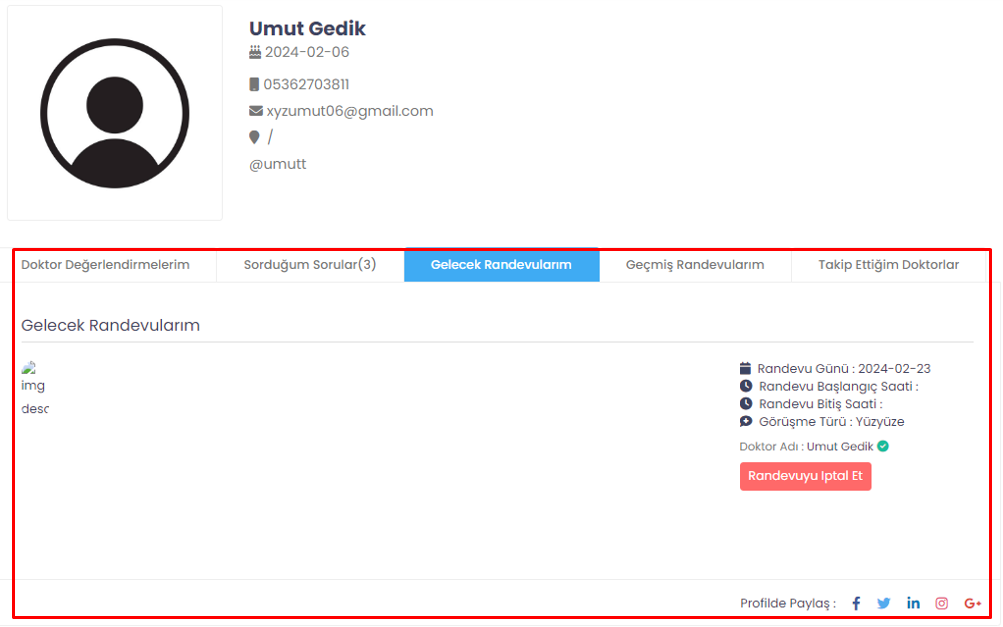 Umut Gedik
2024-02-06
05362703811
xyzumut06@gmail.com
/
@umutt
Doktor Değerlendirmelerim
Sorduğum Sorular(3)
Gelecek Randevularım
Geçmiş Randevularım
Takip Ettiğim Doktorlar
Gelecek Randevularım
img
desc
Randevu Günü : 2024-02-23
Randevu Başlangıç Saati :
Randevu Bitiş Saati :
Görüşme Türü : Yüzyüze
Doktor Adı : Umut Gedik
Randevuyu Iptal Et
Profilde Paylaş :